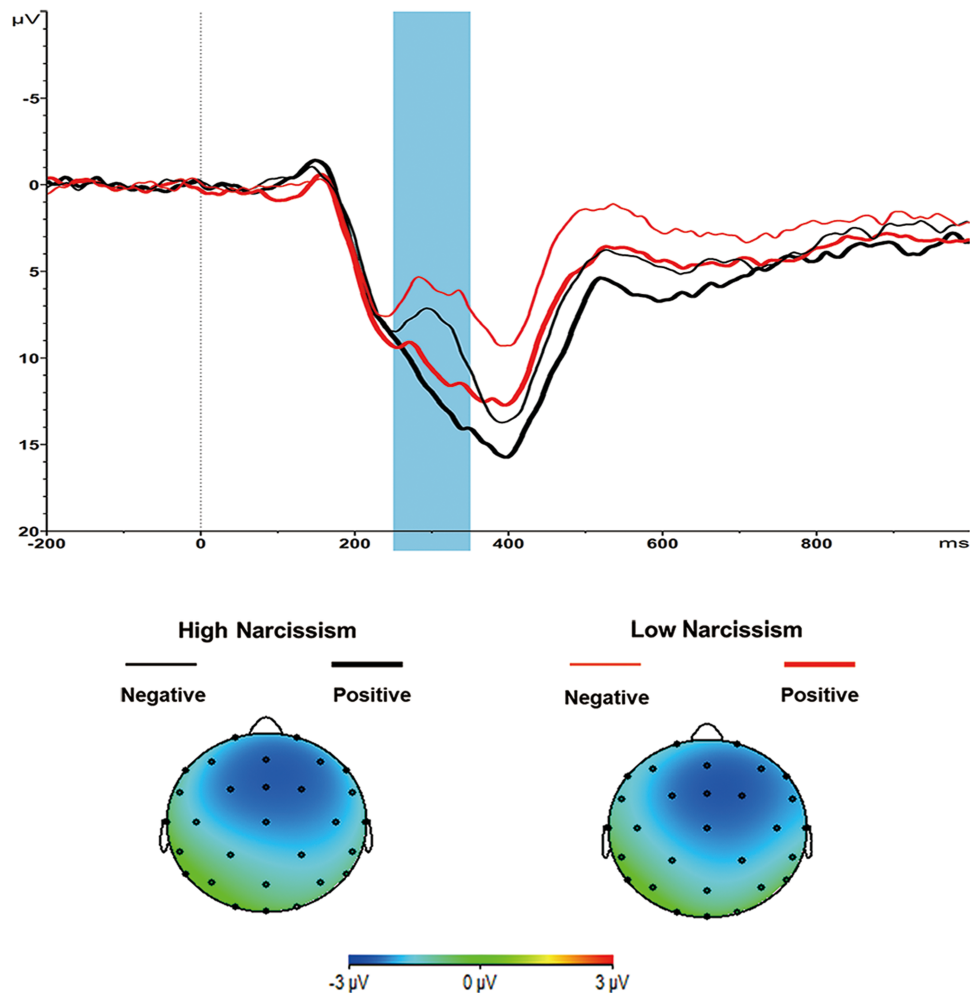 µV
-5
0
5
10
15
20
-200 0 200 400 600 800 ms
High Narcissism Low Narcissism
Negative Positive Negative Positive
-3 µV 0 µV 3 µV